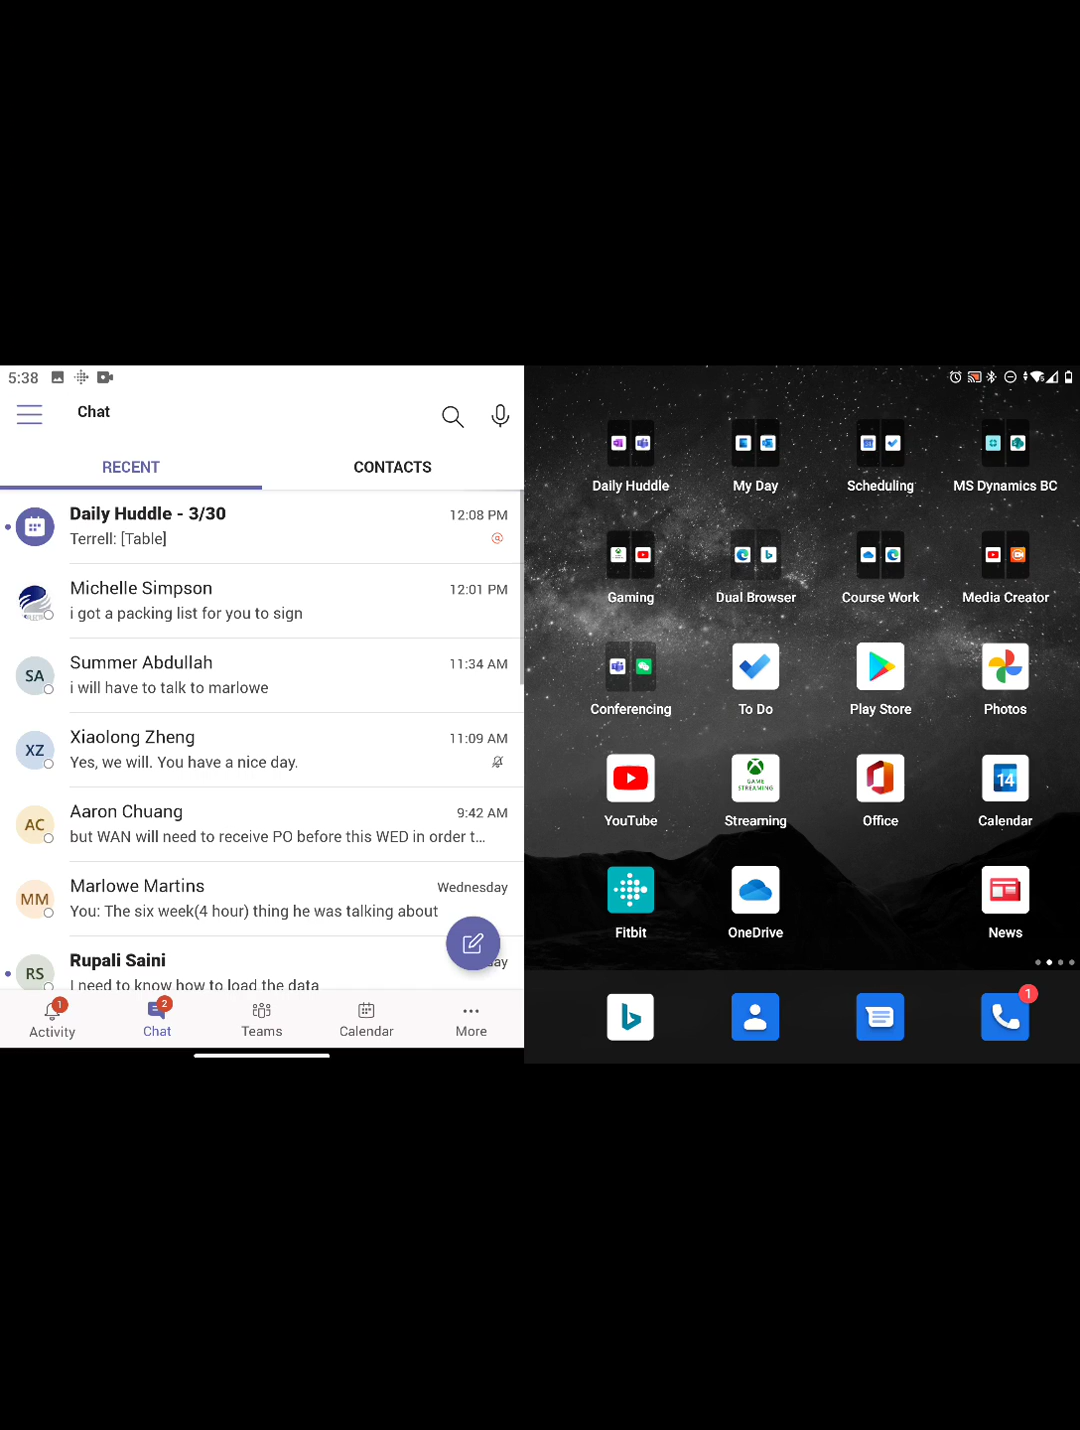 5:38
Chat
RECENT
CONTACTS
Daily Huddle - 3/30
12:08 PM
Terrell: [Table]
@
Michelle Simpson
12:01 PM
i got a packing list for you to sign
SA
Summer Abdullah
11:34 AM
i will have to talk to marlowe
XZ
Xiaolong Zheng
11:09 AM
Yes, we will. You have a nice day.
AC
Aaron Chuang
9:42 AM
but WAN will need to receive PO before this WED in order t...
MM
Marlowe Martins
Wednesday
You: The six week(4 hour) thing he was talking about
RS
Rupali Saini
ay
I need to know how to load the data
1
2
Activity
Chat
Teams
Calendar
More
Daily Huddle
My Day
Scheduling
MS Dynamics BC
Gaming
Dual Browser
Course Work
Media Creator
Conferencing
To Do
Play Store
Photos
GAME
STREAMING
14
YouTube
Streaming
Office
Calendar
Fitbit
OneDrive
News
1